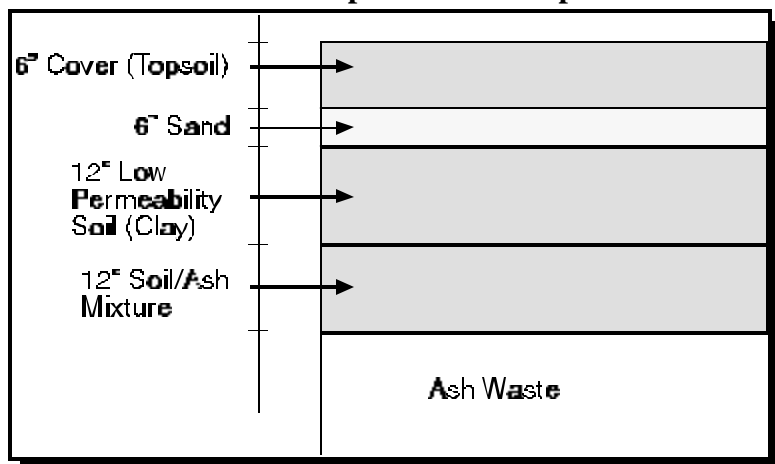 6" Cover (Topsoil)
6" Sand
12" Low
Permeability
Soil (Clay)
12" Soil/Ash
Mixture
Ash Waste